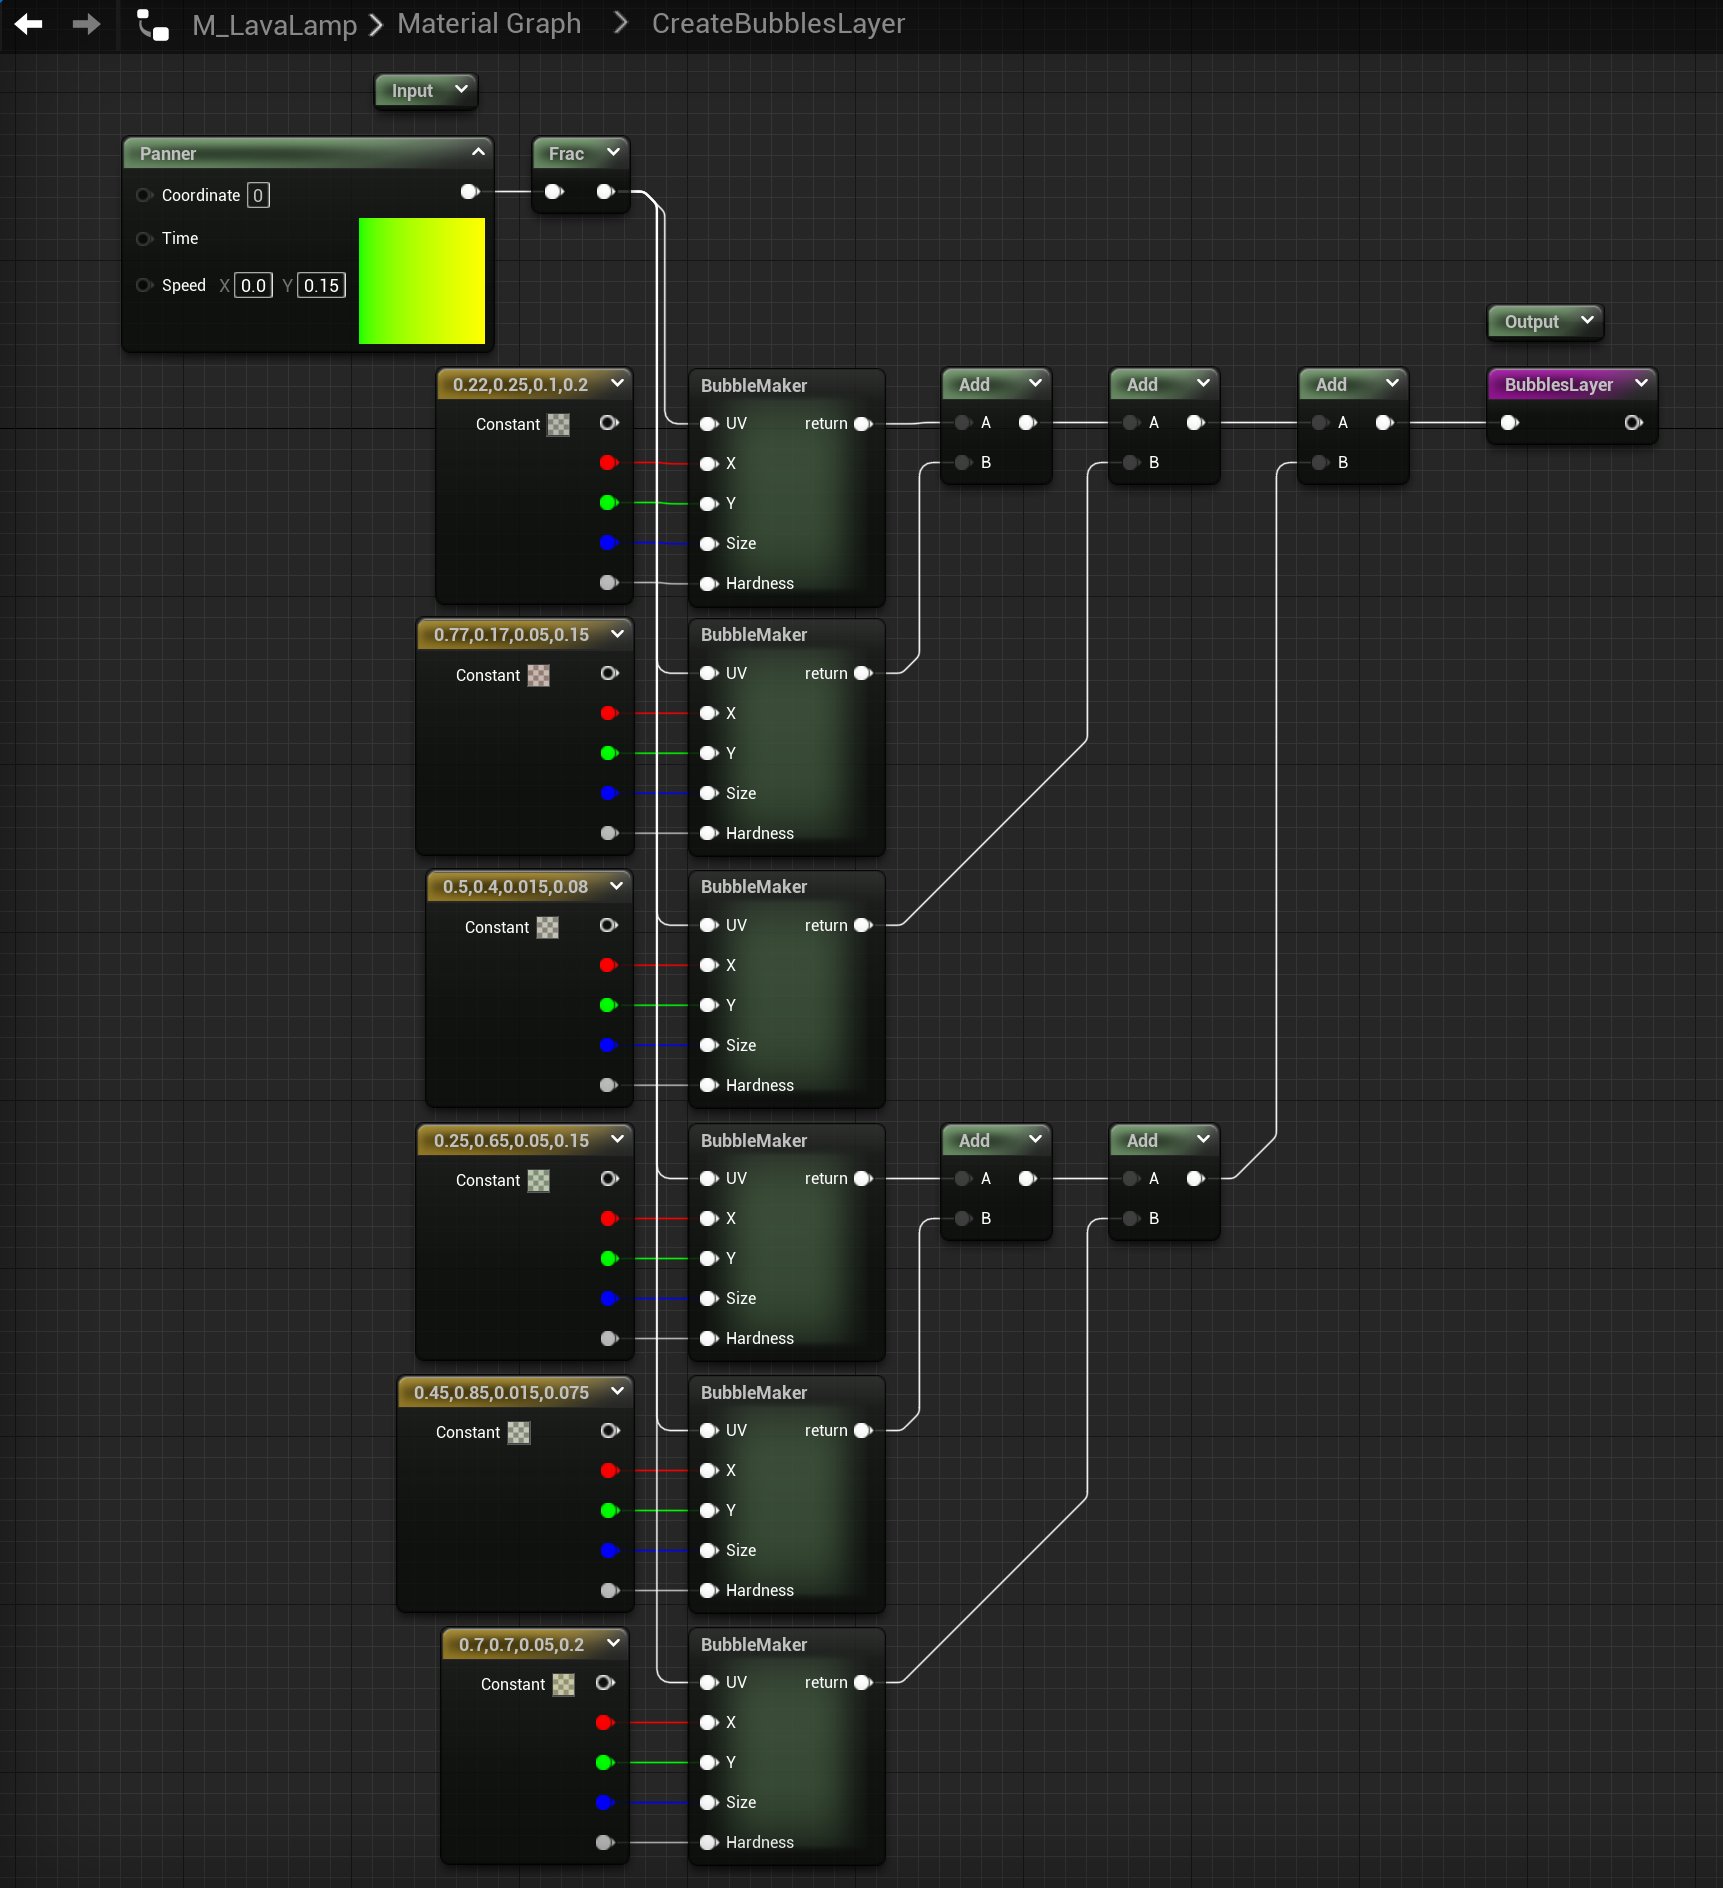 M_LavaLamp > Material Graph > CreateBubblesLayer
Input
Panner
Coordinate 0
Time
Speed X 0.0 Y 0.15
Frac
Output
0.22,0.25,0.1,0.2
Constant
BubbleMaker
UV return
X
Y
Size
Hardness
Add
A
B
Add
A
B
Add
A
B
BubblesLayer
0.77,0.17,0.05,0.15
Constant
BubbleMaker
UV return
X
Y
Size
Hardness
0.5,0.4,0.015,0.08
Constant
BubbleMaker
UV return
X
Y
Size
Hardness
0.25,0.65,0.05,0.15
Constant
BubbleMaker
UV return
X
Y
Size
Hardness
Add
A
B
Add
A
B
0.45,0.85,0.015,0.075
Constant
BubbleMaker
UV return
X
Y
Size
Hardness
0.7,0.7,0.05,0.2
Constant
BubbleMaker
UV return
X
Y
Size
Hardness